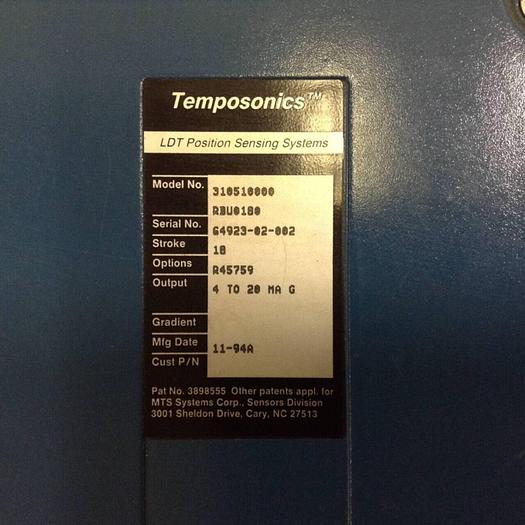 Temposonics™
LDT Position Sensing Systems
Model No. 310510000
RBU0180
Serial No. G4923-02-002
Stroke 18
Options R45759
Output 4 TO 20 MA G
Gradient
Mfg Date 11-94A
Cust P/N
Pat No. 3898555 Other patents appl. for
MTS Systems Corp., Sensors Division
3001 Sheldon Drive, Cary, NC 27513